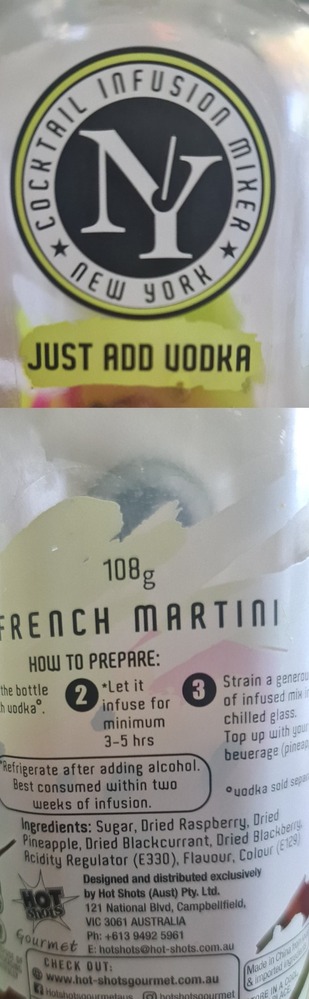 COCKTAIL INFUSION MIXER
NY
★ NEW YORK ★
JUST ADD VODKA
108g
FRENCH MARTINI
HOW TO PREPARE:
the bottle
h vodka°.
2 *Let it
infuse for
minimum
3-5 hrs
3 Strain a genero
of infused mix i
chilled glass.
Top up with your
beverage (pineap
*Refrigerate after adding alcohol.
Best consumed within two
weeks of infusion.
°vodka sold sepa
Ingredients: Sugar, Dried Raspberry, Dried
Pineapple, Dried Blackcurrant, Dried Blackberry,
Acidity Regulator (E330), Flavour, Colour (E129)
HOT
SHOTS
Gourmet
Designed and distributed exclusively
by Hot Shots (Aust) Pty. Ltd.
121 National Blvd, Campbellfield,
VIC 3061 AUSTRALIA
Ph: +613 9492 5961
E: hotshots@hot-shots.com.au
CHECK OUT:
www.hot-shotsgourmet.com.au
Hotshotsgourmetaus
hotshotsgourmet
Made in China from
& imported